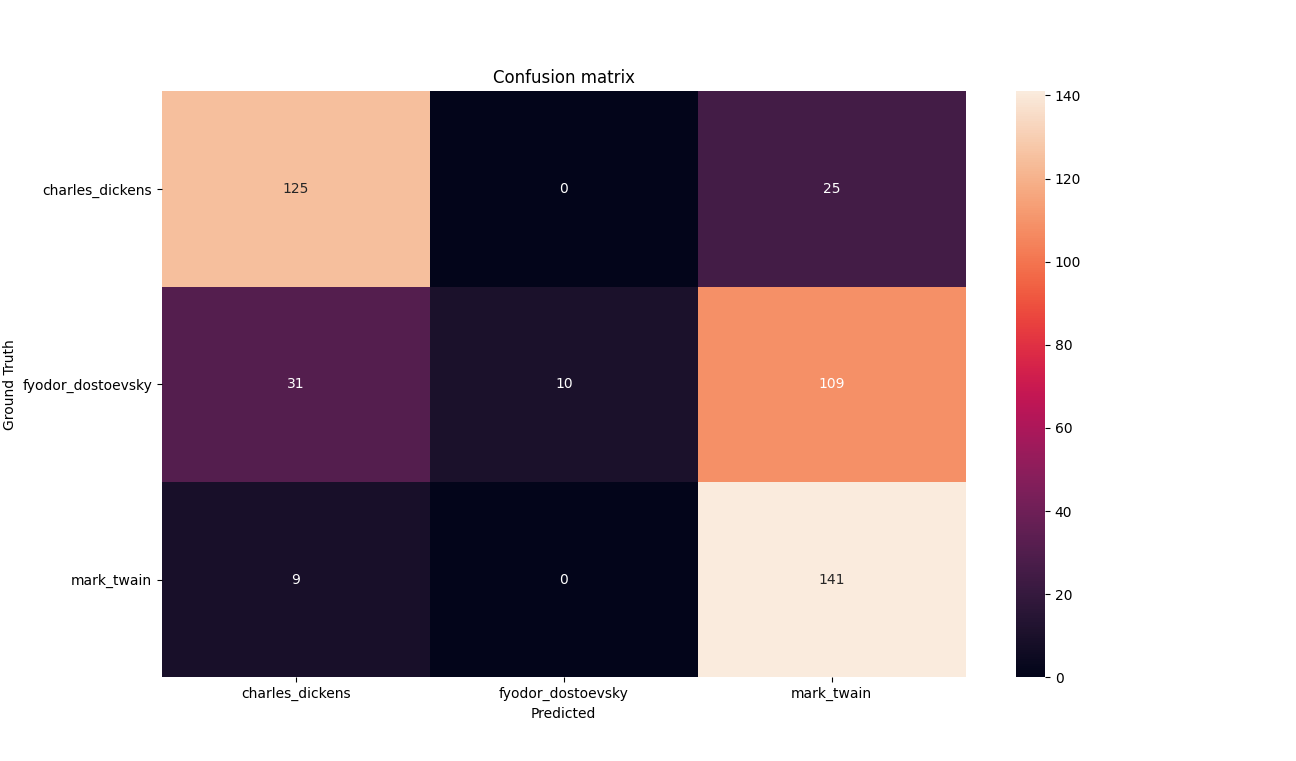 Confusion matrix
charles_dickens 125 0 25
fyodor_dostoevsky 31 10 109
mark_twain 9 0 141
Ground Truth
charles_dickens fyodor_dostoevsky mark_twain
Predicted
140
120
100
80
60
40
20
0